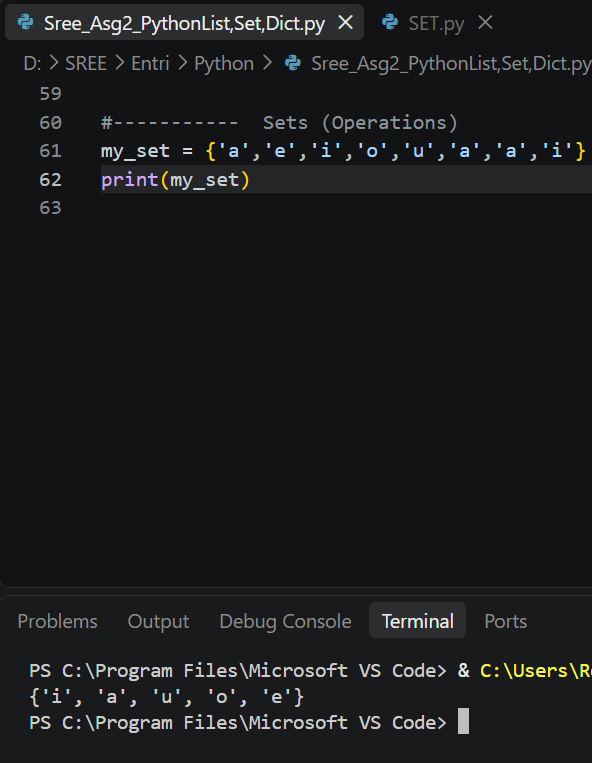 Sree_Asg2_PythonList,Set,Dict.py SET.py
D: > SREE > Entri > Python > Sree_Asg2_PythonList,Set,Dict.py
59
60 #----------- Sets (Operations)
61 my_set = {'a','e','i','o','u','a','a','i'}
62 print(my_set)
63
Problems Output Debug Console Terminal Ports
PS C:\Program Files\Microsoft VS Code> & C:\Users\R
{'i', 'a', 'u', 'o', 'e'}
PS C:\Program Files\Microsoft VS Code>